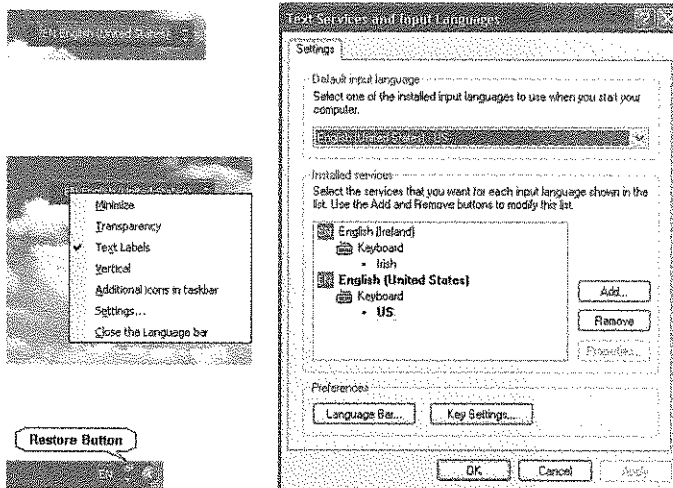 EN English (United States)
Minimize
Transparency
Text Labels
Vertical
Additional icons in taskbar
Settings...
Close the Language bar
Restore Button
EN
Text Services and Input Languages
Settings
Default input language
Select one of the installed input languages to use when you start your
computer.
English (United States) - US
Installed services
Select the services that you want for each input language shown in the
list. Use the Add and Remove buttons to modify this list.
EN English (Ireland)
Keyboard
• Irish
EN English (United States)
Keyboard
• US
Add...
Remove
Properties...
Preferences
Language Bar...
Key Settings...
OK
Cancel
Apply